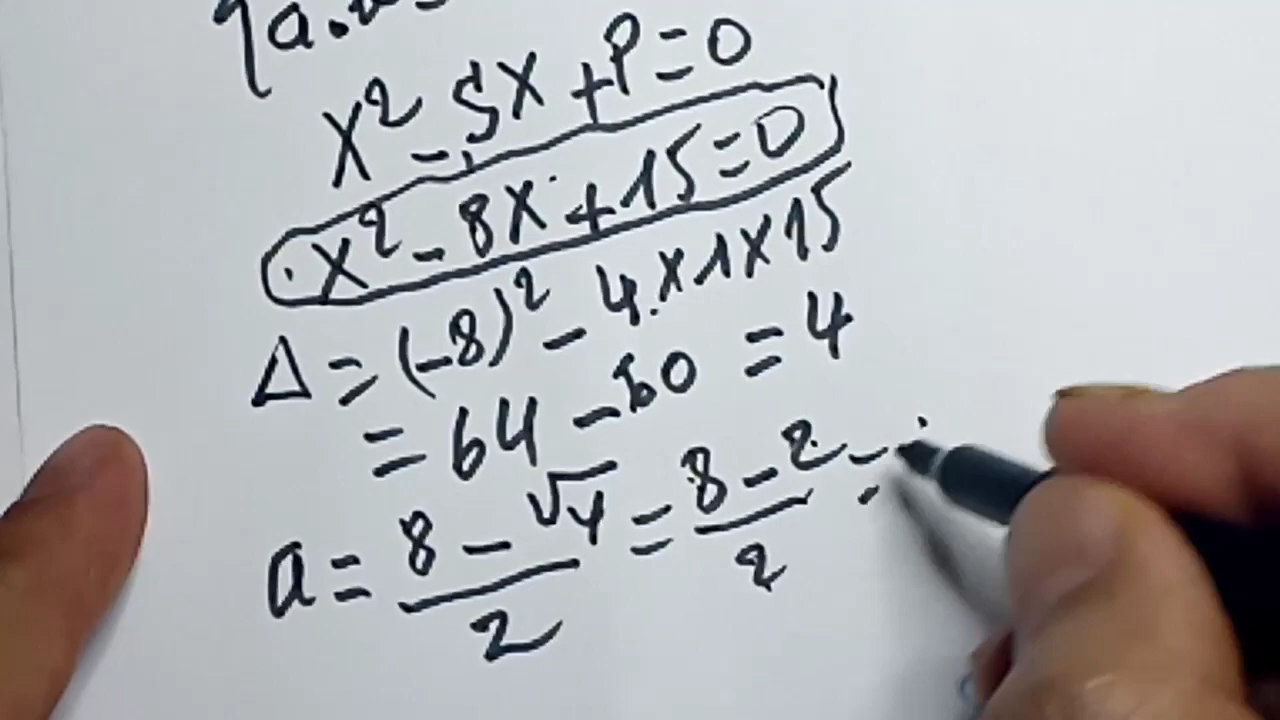 x² - Sx + P = 0
x² - 8x + 15 = 0
Δ = (-8)² - 4 × 1 × 15
= 64 - 60 = 4
a = (8 - √4)/2 = (8 - 2)/2 =